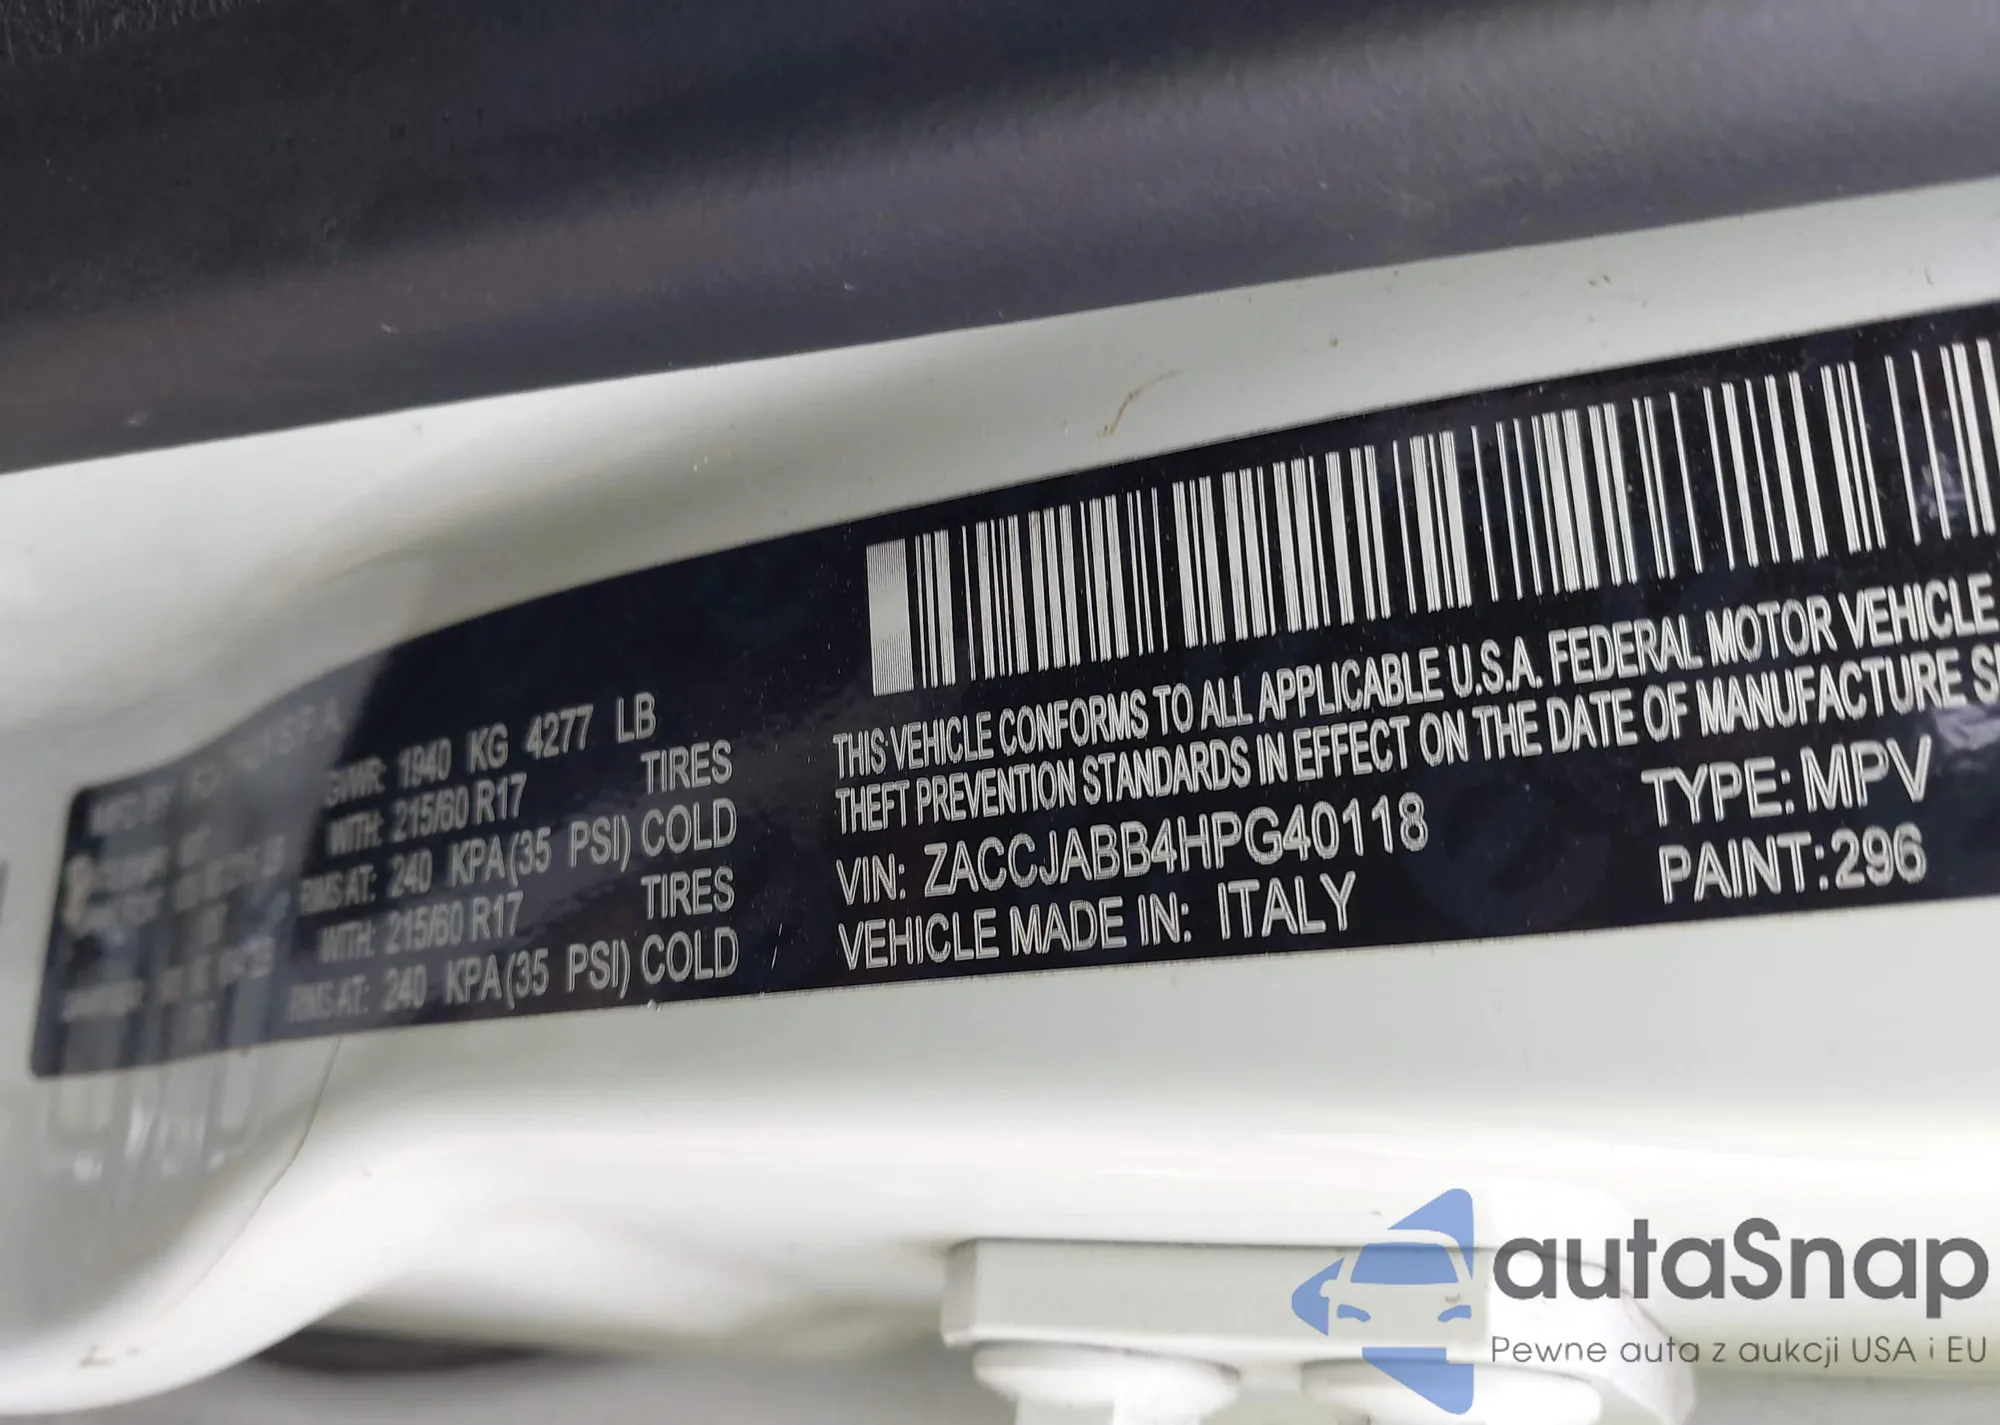 GVWR: 1940 KG 4277 LB
WITH: 215/60 R17 TIRES
RIMS AT: 240 KPA (35 PSI) COLD
WITH: 215/60 R17 TIRES
RIMS AT: 240 KPA (35 PSI) COLD
THIS VEHICLE CONFORMS TO ALL APPLICABLE U.S.A. FEDERAL MOTOR VEHICLE
THEFT PREVENTION STANDARDS IN EFFECT ON THE DATE OF MANUFACTURE
VIN: ZACCJABB4HPG40118
TYPE: MPV
VEHICLE MADE IN: ITALY
PAINT: 296
autaSnap
Pewne auta z aukcji USA i EU